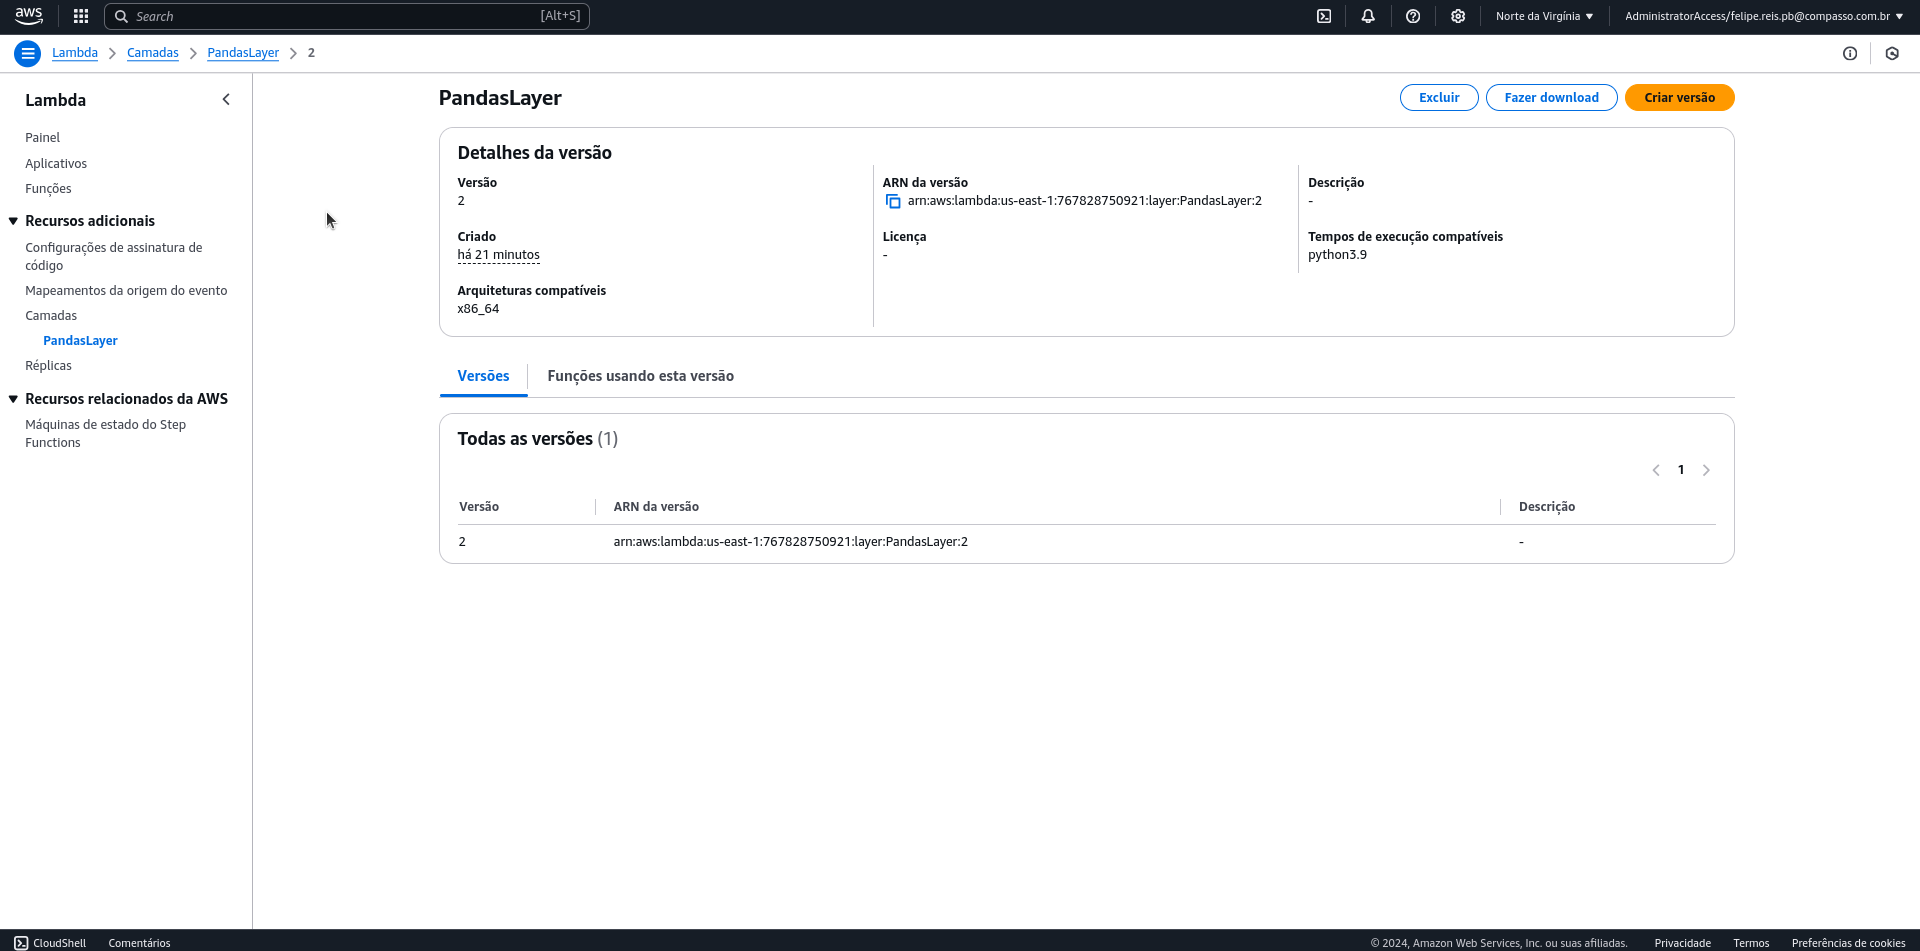 aws
Search
[Alt+S]
Norte da Virgínia
AdministratorAccess/felipe.reis.pb@compasso.com.br
Lambda
Camadas
PandasLayer
2
Lambda
Painel
Aplicativos
Funções
Recursos adicionais
Configurações de assinatura de
código
Mapeamentos da origem do evento
Camadas
PandasLayer
Réplicas
Recursos relacionados da AWS
Máquinas de estado do Step
Functions
PandasLayer
Excluir
Fazer download
Criar versão
Detalhes da versão
Versão
2
Criado
há 21 minutos
Arquiteturas compatíveis
x86_64
ARN da versão
arn:aws:lambda:us-east-1:767828750921:layer:PandasLayer:2
Licença
-
Descrição
-
Tempos de execução compatíveis
python3.9
Versões
Funções usando esta versão
Todas as versões (1)
1
Versão
ARN da versão
Descrição
2
arn:aws:lambda:us-east-1:767828750921:layer:PandasLayer:2
-
CloudShell
Comentários
© 2024, Amazon Web Services, Inc. ou suas afiliadas.
Privacidade
Termos
Preferências de cookies